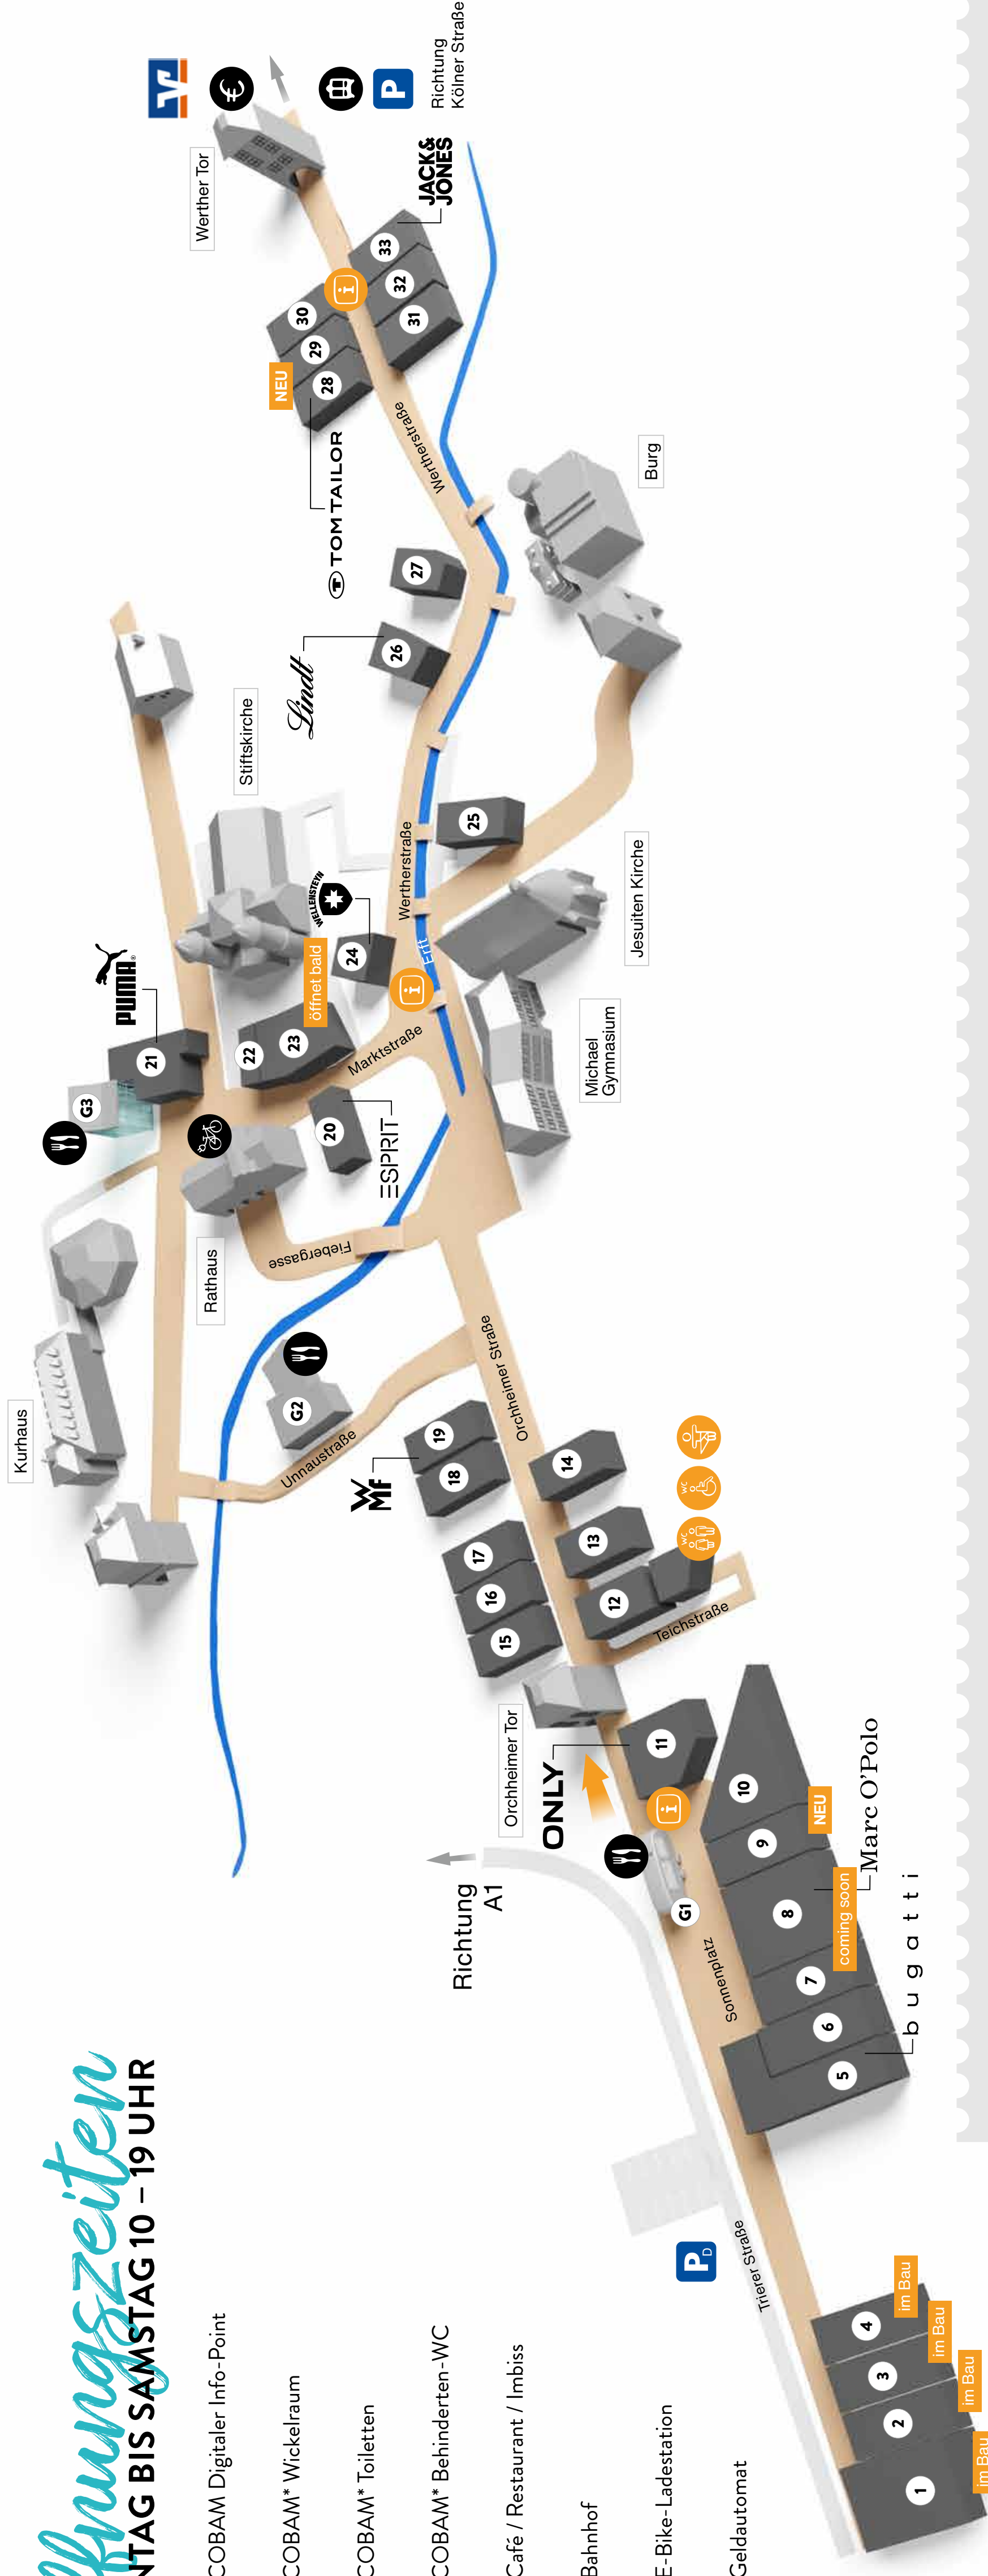 ffnungszeiten
NTAG BIS SAMSTAG 10 – 19 UHR
COBAM Digitaler Info-Point
COBAM* Wickelraum
COBAM* Toiletten
COBAM* Behinderten-WC
Café / Restaurant / Imbiss
Bahnhof
E-Bike-Ladestation
Geldautomat
Kurhaus
Rathaus
G3
PUMA
21
22
23
öffnet bald
WELLENSTEYN
24
Stiftskirche
20
ESPRIT
Marktstraße
Fiebergasse
G2
Unnaustraße
WMF
Werther Tor
€
P
Richtung
Kölner Straße
JACK&
JONES
30
29
28
NEU
33
32
31
TOM TAILOR
Wertherstraße
27
26
Lindt
Burg
Wertherstraße
25
Erft
Jesuiten Kirche
Michael
Gymnasium
Orchheimer Straße
19
18
17
16
15
14
13
12
WC
WC
Teichstraße
Orchheimer Tor
ONLY
11
Richtung
A1
G1
Sonnenplatz
10
9
8
7
6
5
NEU
coming soon
Marc O'Polo
bugatti
P
D
Trierer Straße
4
3
2
1
im Bau
im Bau
im Bau
im Bau